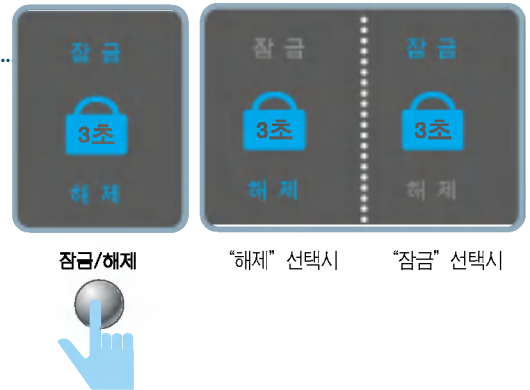 잠 금
3초
해 제
잠금/해제
잠 금
3초
해 제
"해제" 선택시
잠 금
3초
해 제
"잠금" 선택시